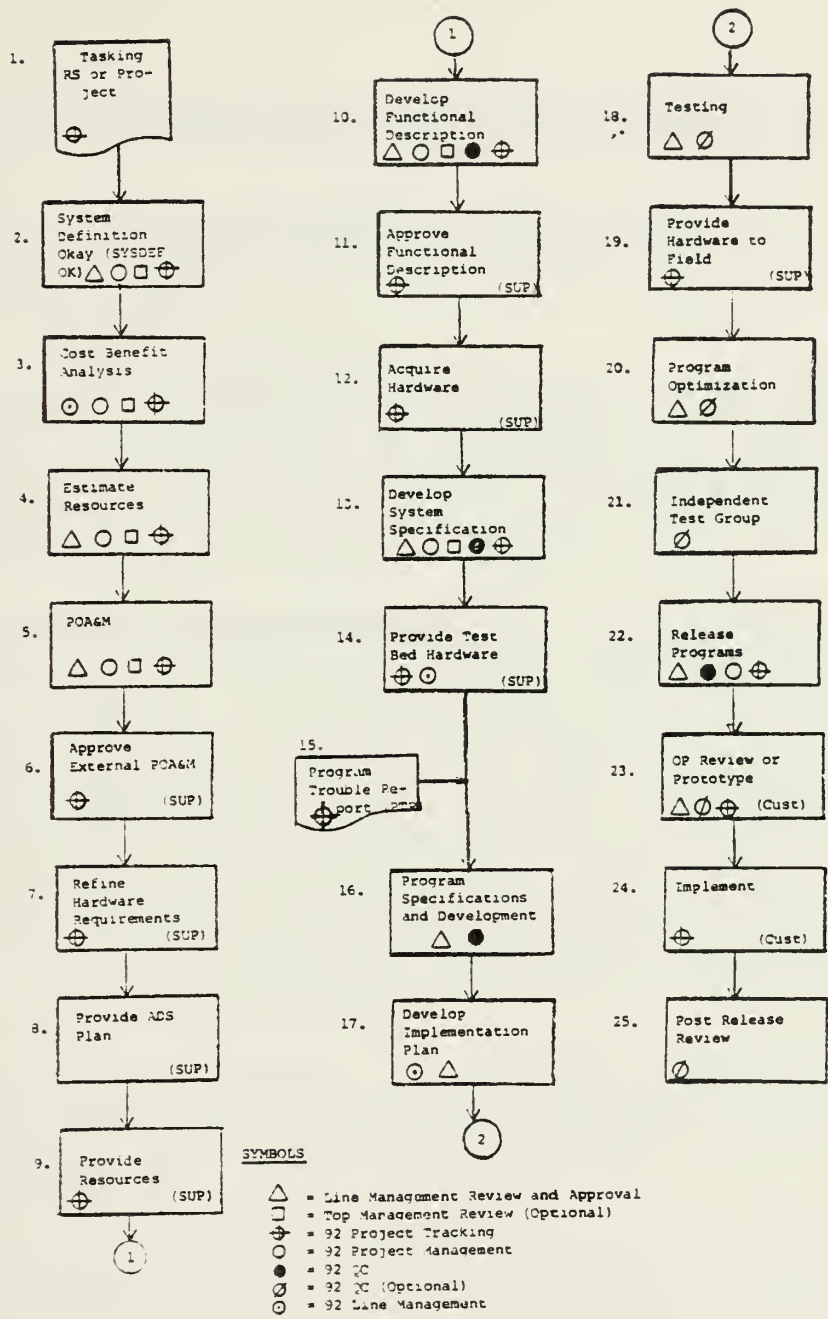 1.
Tasking
RS or Pro-
ject
2.
System
Definition
Okay (SYSDEF
OK)
3.
Cost Benefit
Analysis
4.
Estimate
Resources
5.
POA&M
6.
Approve
External POA&M
(SUP)
7.
Refine
Hardware
Requirements
(SUP)
8.
Provide ADS
Plan
(SUP)
9.
Provide
Resources
(SUP)
1
1
10.
Develop
Functional
Description
11.
Approve
Functional
Description
(SUP)
12.
Acquire
Hardware
(SUP)
13.
Develop
System
Specification
14.
Provide Test
Bed Hardware
(SUP)
15.
Program
Trouble Re-
port
16.
Program
Specifications
and Development
17.
Develop
Implementation
Plan
2
2
18.
Testing
19.
Provide
Hardware to
Field
(SUP)
20.
Program
Optimization
21.
Independent
Test Group
22.
Release
Programs
23.
OP Review or
Prototype
(Cust)
24.
Implement
(Cust)
25.
Post Release
Review
SYMBOLS
= Line Management Review and Approval
= Top Management Review (Optional)
= 92 Project Tracking
= 92 Project Management
= 92 QC
= 92 QC (Optional)
= 92 Line Management